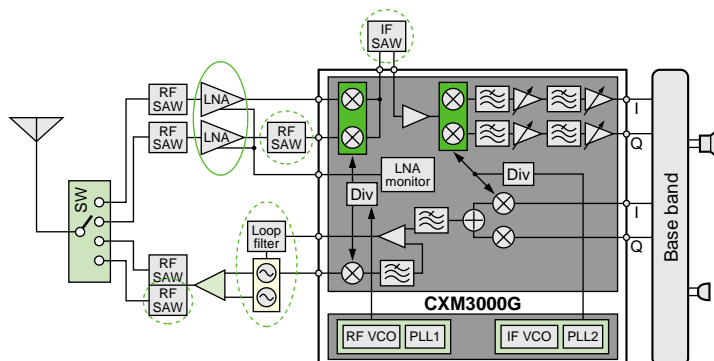 IF
SAW
RF
SAW
LNA
RF
SAW
LNA
RF
SAW
I
Q
LNA
monitor
Div
Div
SW
Loop
filter
I
Q
RF
SAW
RF
SAW
Base band
CXM3000G
RF VCO
PLL1
IF VCO
PLL2